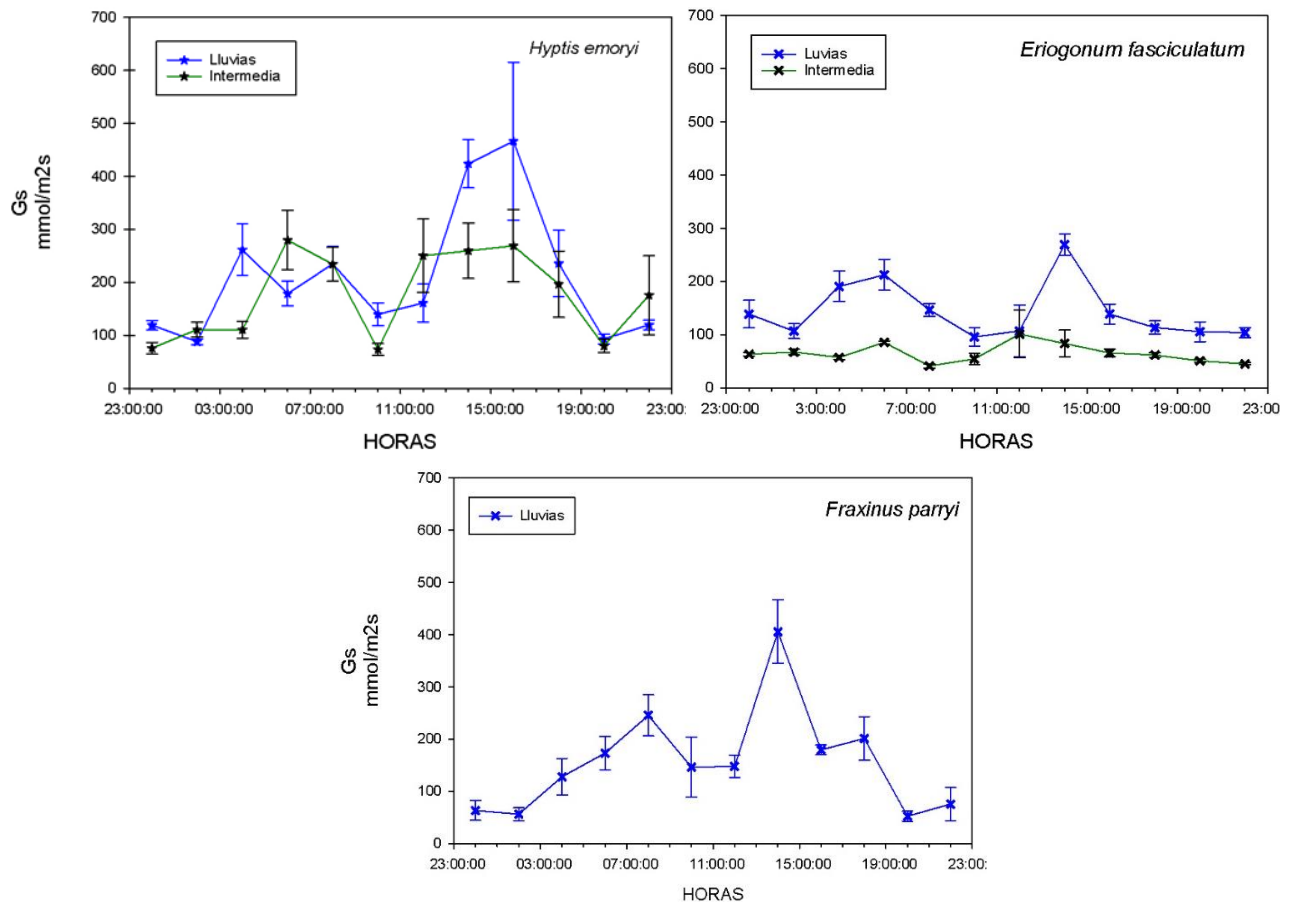 700
600
500
400
300
200
100
0
Gs
mmol/m2s
Lluvias
Intermedia
Hyptis emoryi
23:00:00 03:00:00 07:00:00 11:00:00 15:00:00 19:00:00 23:00:
HORAS
700
600
500
400
300
200
100
0
Luvias
Intermedia
Eriogonum fasciculatum
23:00:00 3:00:00 7:00:00 11:00:00 15:00:00 19:00:00 23:00
HORAS
700
600
500
400
300
200
100
0
Gs
mmol/m2s
Lluvias
Fraxinus parryi
23:00:00 03:00:00 07:00:00 11:00:00 15:00:00 19:00:00 23:00:
HORAS